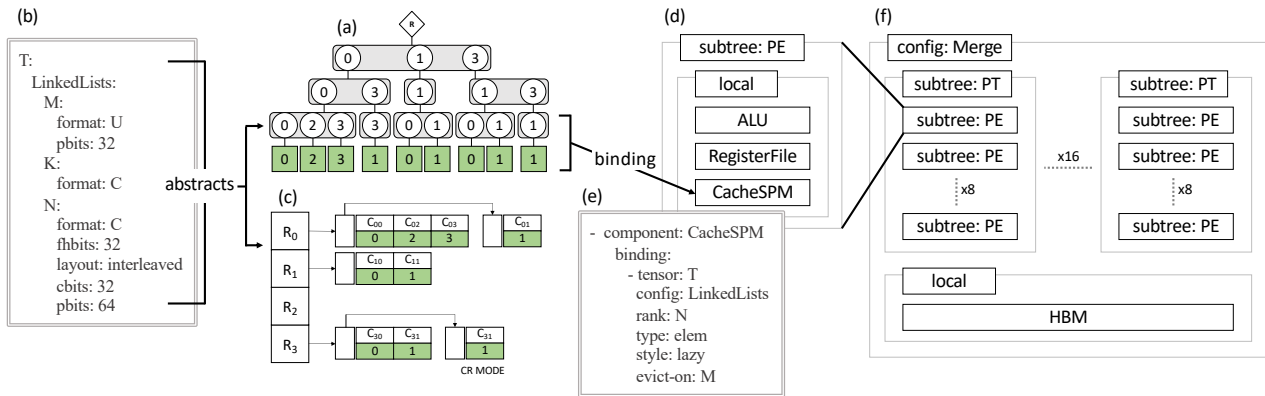 (b)
T:
LinkedLists:
M:
format: U
pbits: 32
K:
format: C
N:
format: C
fhbits: 32
layout: interleaved
cbits: 32
pbits: 64
abstracts
(a)
R
0 1 3
0 3 1 1 3
0 2 3 3 0 1 0 1 1
0 2 3 1 0 1 0 1 1
binding
(c)
R0
C00 C02 C03 C01
0 2 3 1
R1
C10 C11
0 1
R2
R3
C30 C31 C31
0 1 1
CR MODE
(d)
subtree: PE
local
ALU
RegisterFile
CacheSPM
(e)
- component: CacheSPM
binding:
- tensor: T
config: LinkedLists
rank: N
type: elem
style: lazy
evict-on: M
(f)
config: Merge
subtree: PT
subtree: PE
subtree: PE
x8
subtree: PE
x16
subtree: PT
subtree: PE
subtree: PE
x8
subtree: PE
local
HBM